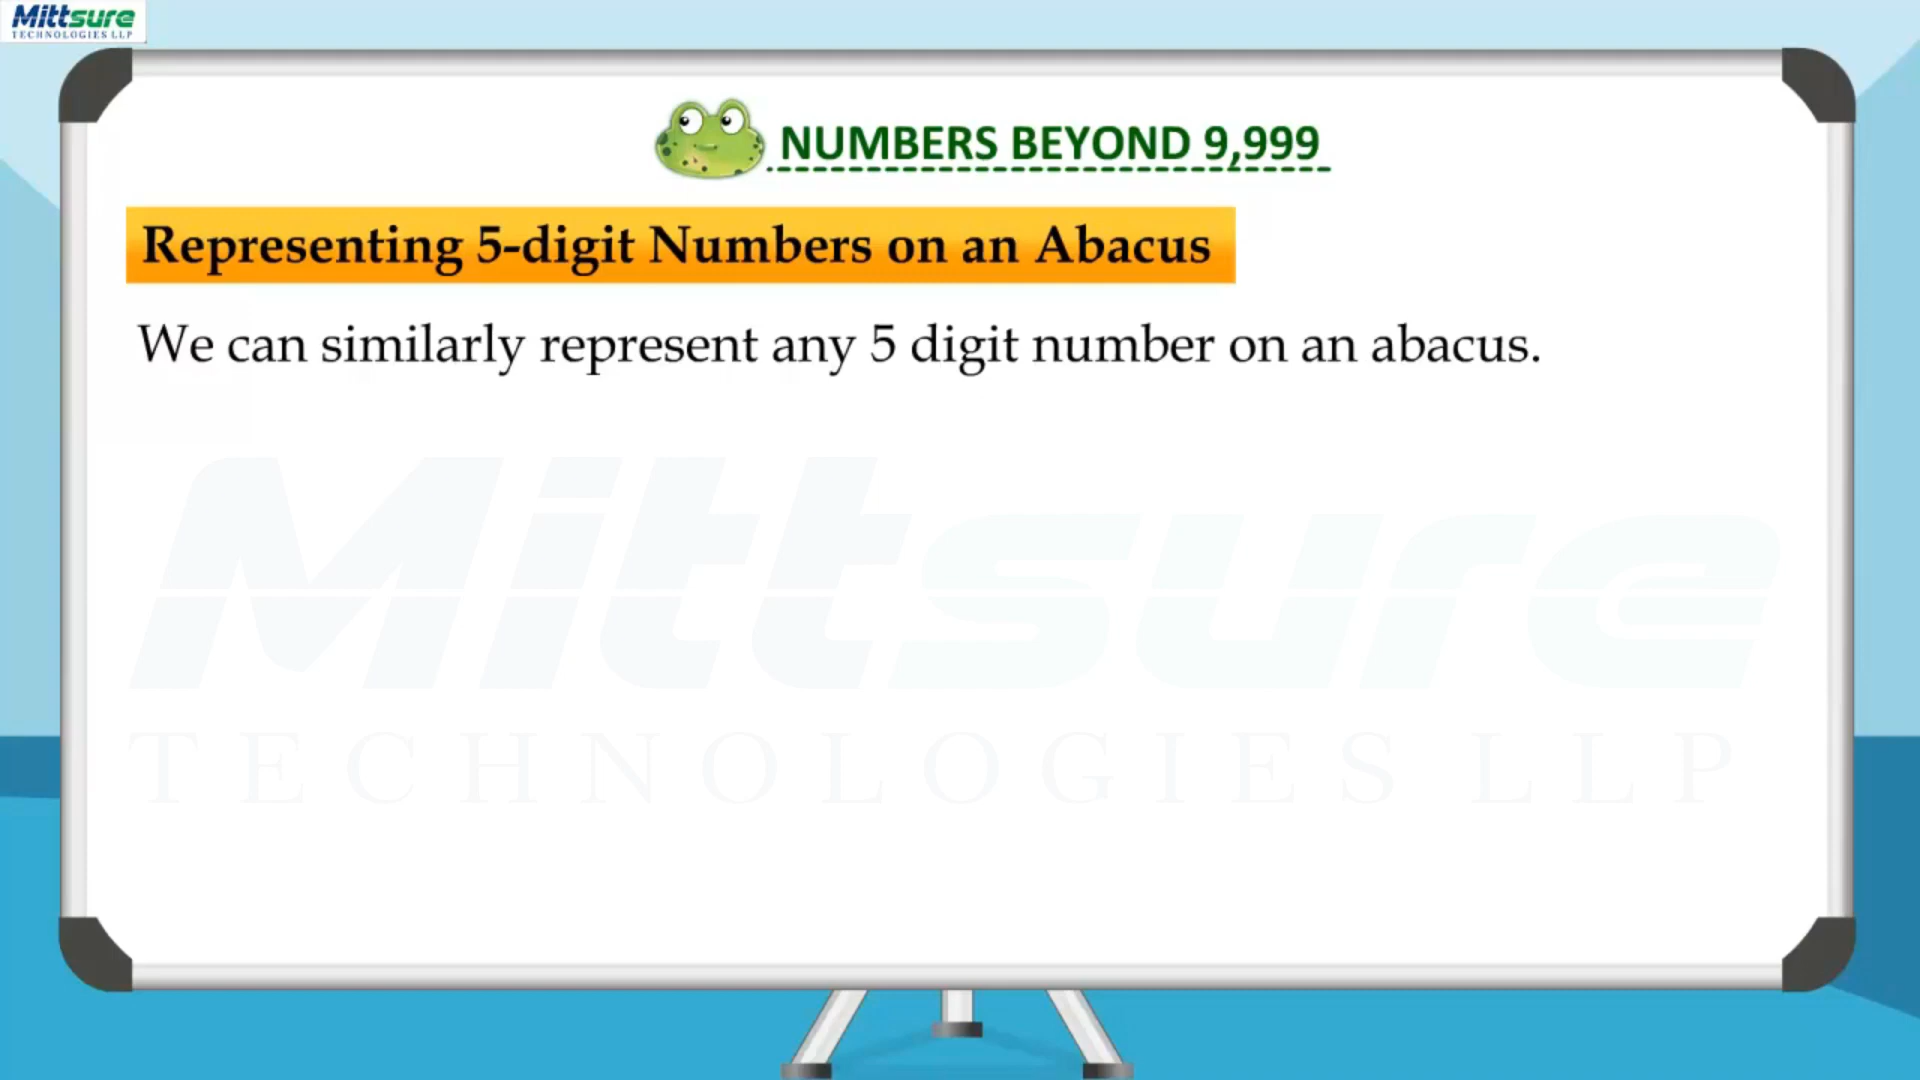 Mittsure
TECHNOLOGIES LLP
NUMBERS BEYOND 9,999
Representing 5-digit Numbers on an Abacus
We can similarly represent any 5 digit number on an abacus.
Mittsure
TECHNOLOGIES LLP